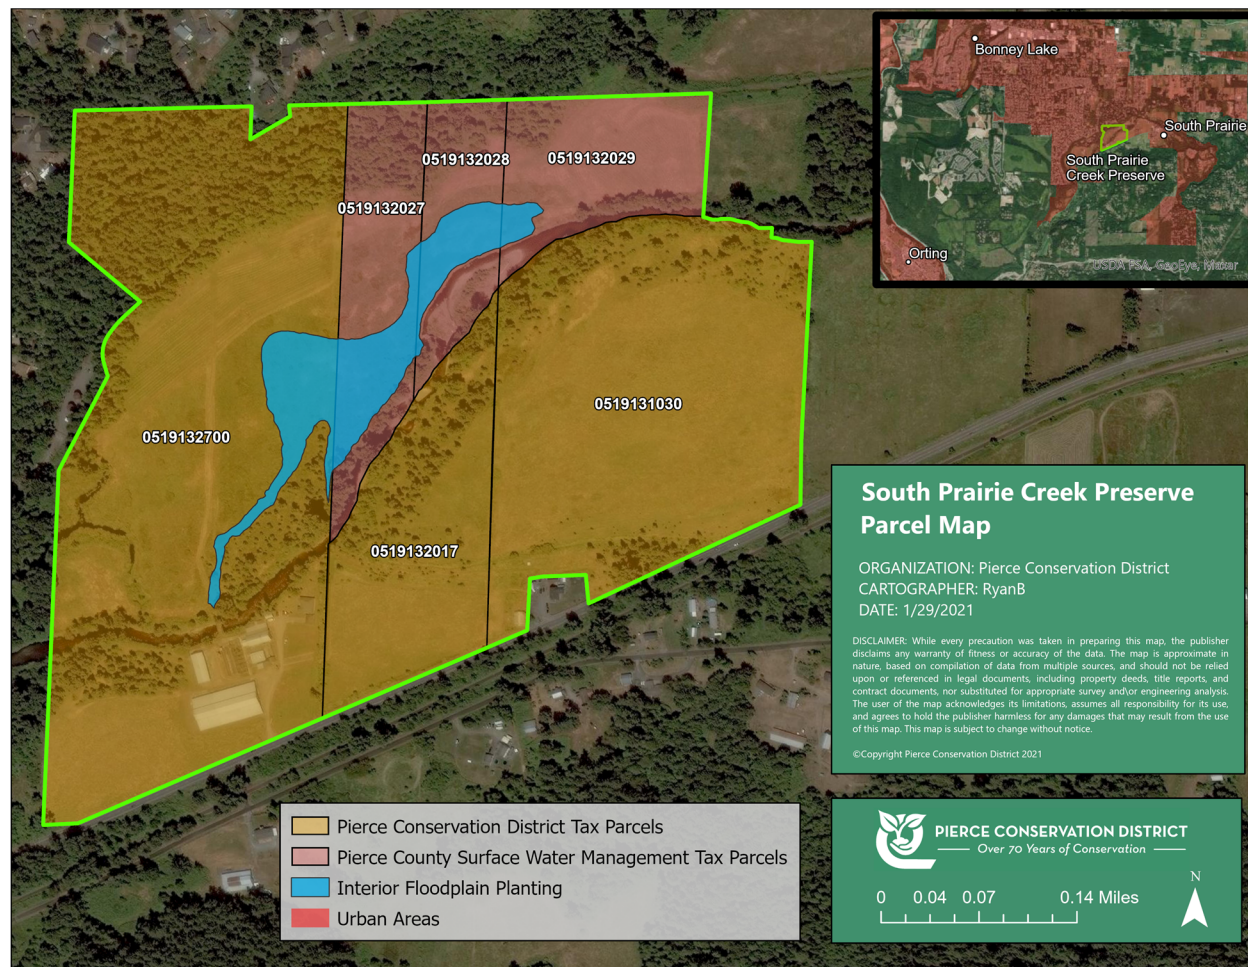 Bonney Lake
South Prairie
South Prairie
Creek Preserve
Orting
USDA FSA, GeoEye, Maxar
0519132028
0519132029
0519132027
0519131030
0519132700
0519132017
South Prairie Creek Preserve
Parcel Map
ORGANIZATION: Pierce Conservation District
CARTOGRAPHER: RyanB
DATE: 1/29/2021
DISCLAIMER: While every precaution was taken in preparing this map, the publisher
disclaims any warranty of fitness or accuracy of the data. The map is approximate in
nature, based on compilation of data from multiple sources, and should not be relied
upon or referenced in legal documents, including property deeds, title reports, and
contract documents, nor substituted for appropriate survey and\or engineering analysis.
The user of the map acknowledges its limitations, assumes all responsibility for its use,
and agrees to hold the publisher harmless for any damages that may result from the use
of this map. This map is subject to change without notice.
©Copyright Pierce Conservation District 2021
Pierce Conservation District Tax Parcels
Pierce County Surface Water Management Tax Parcels
Interior Floodplain Planting
Urban Areas
PIERCE CONSERVATION DISTRICT
Over 70 Years of Conservation
N
0 0.04 0.07 0.14 Miles